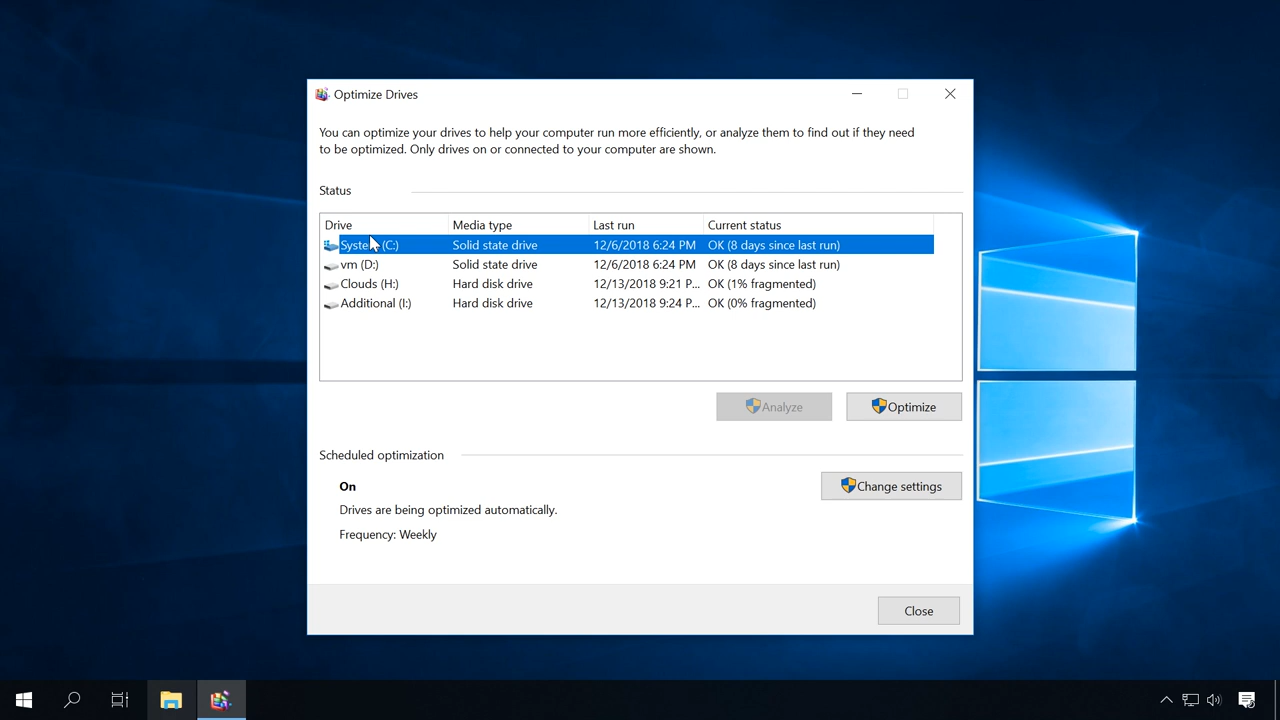 Optimize Drives
You can optimize your drives to help your computer run more efficiently, or analyze them to find out if they need
to be optimized. Only drives on or connected to your computer are shown.
Status
Drive Media type Last run Current status
System (C:) Solid state drive 12/6/2018 6:24 PM OK (8 days since last run)
vm (D:) Solid state drive 12/6/2018 6:24 PM OK (8 days since last run)
Clouds (H:) Hard disk drive 12/13/2018 9:21 P... OK (1% fragmented)
Additional (I:) Hard disk drive 12/13/2018 9:24 P... OK (0% fragmented)
Analyze Optimize
Scheduled optimization
On Change settings
Drives are being optimized automatically.
Frequency: Weekly
Close